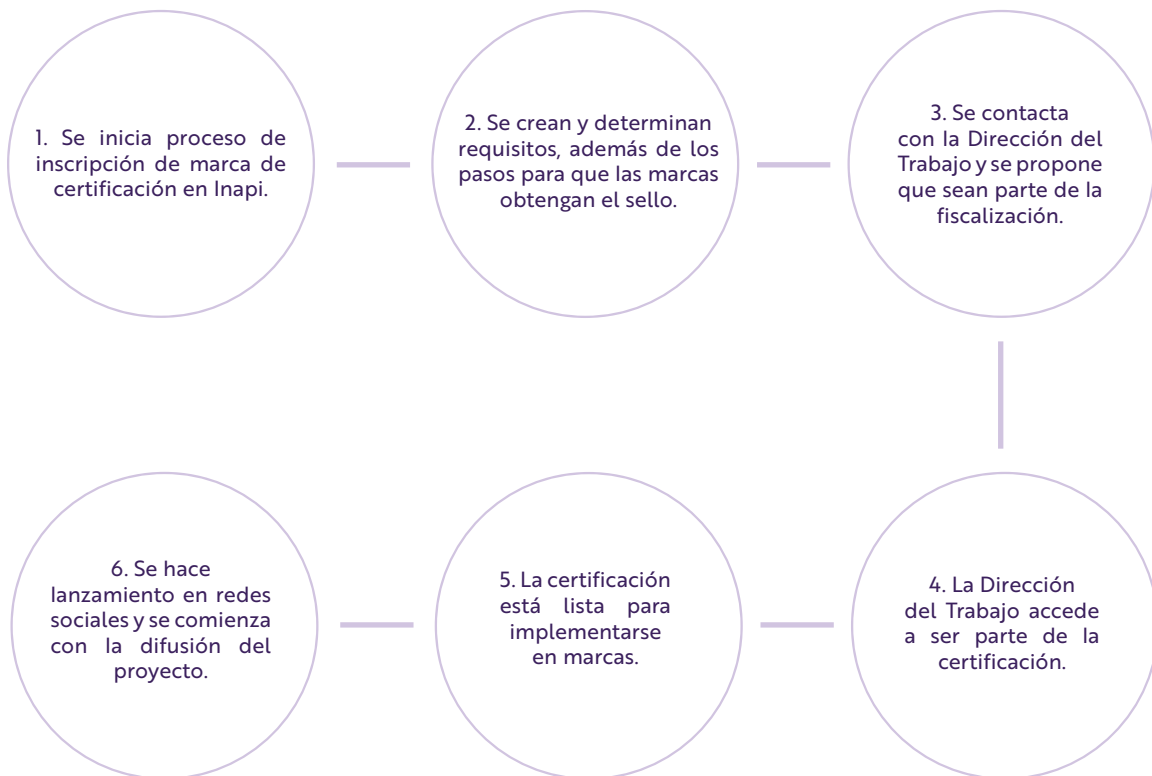 1. Se inicia proceso de
inscripción de marca de
certificación en Inapi.
2. Se crean y determinan
requisitos, además de los
pasos para que las marcas
obtengan el sello.
3. Se contacta
con la Dirección del
Trabajo y se propone
que sean parte de la
fiscalización.
4. La Dirección
del Trabajo accede
a ser parte de la
certificación.
5. La certificación
está lista para
implementarse
en marcas.
6. Se hace
lanzamiento en redes
sociales y se comienza
con la difusión del
proyecto.